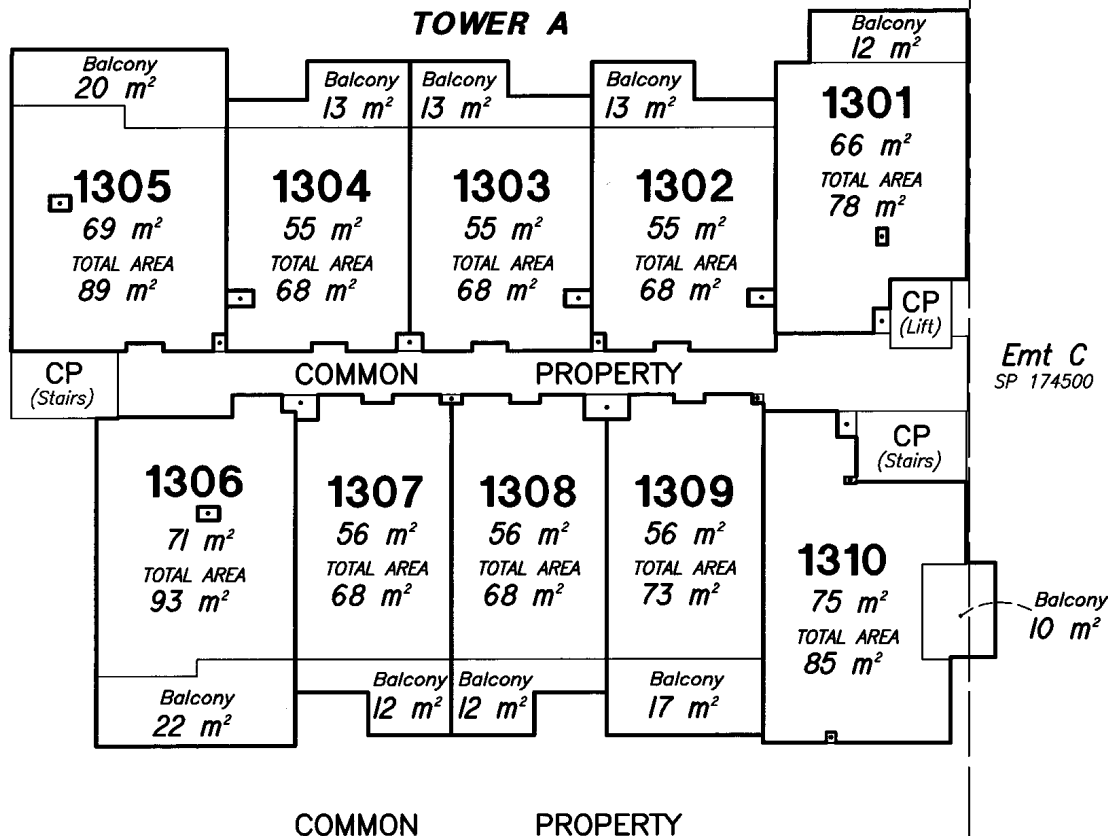 TOWER A
Balcony
20 m²
1305
69 m²
TOTAL AREA
89 m²
Balcony
13 m²
1304
55 m²
TOTAL AREA
68 m²
Balcony
13 m²
1303
55 m²
TOTAL AREA
68 m²
Balcony
13 m²
1302
55 m²
TOTAL AREA
68 m²
Balcony
12 m²
1301
66 m²
TOTAL AREA
78 m²
CP
(Lift)
Emt C
SP 174500
CP
(Stairs)
COMMON PROPERTY
CP
(Stairs)
1306
71 m²
TOTAL AREA
93 m²
Balcony
22 m²
1307
56 m²
TOTAL AREA
68 m²
Balcony
12 m²
1308
56 m²
TOTAL AREA
68 m²
Balcony
12 m²
1309
56 m²
TOTAL AREA
73 m²
Balcony
17 m²
1310
75 m²
TOTAL AREA
85 m²
Balcony
10 m²
COMMON PROPERTY